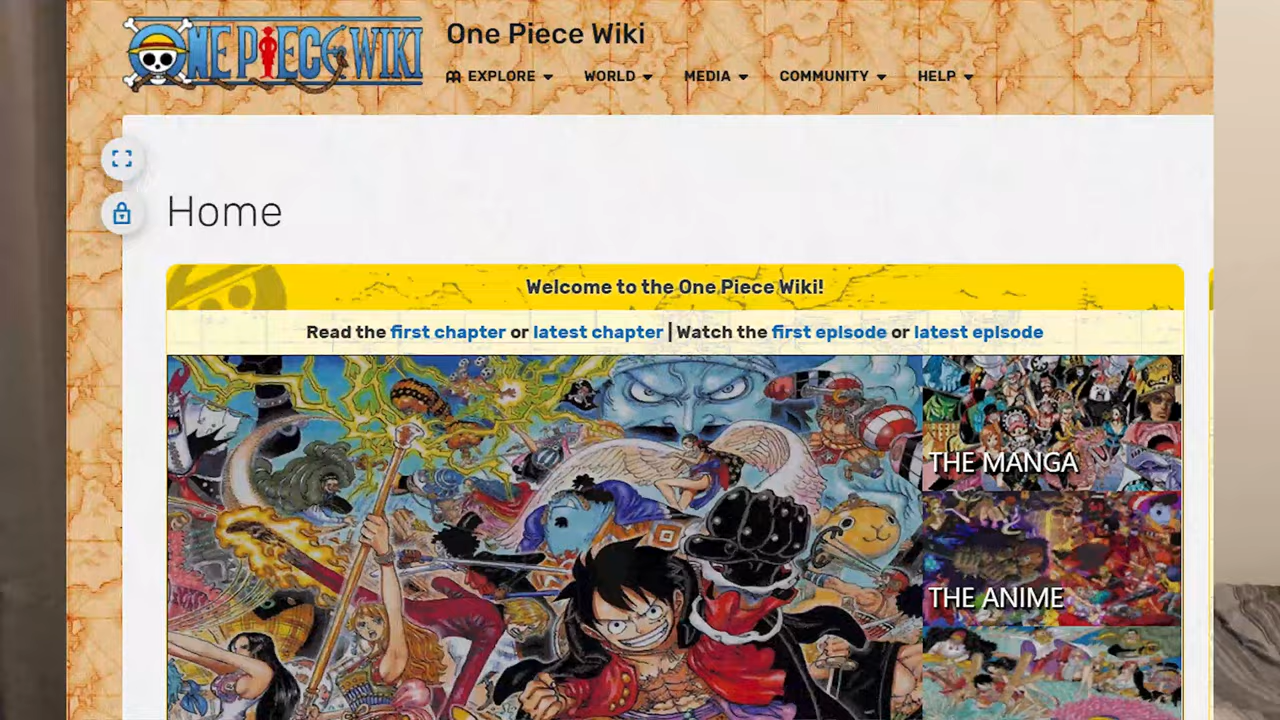 ONE PIECE WIKI
One Piece Wiki
EXPLORE WORLD MEDIA COMMUNITY HELP
Home
Welcome to the One Piece Wiki!
Read the first chapter or latest chapter | Watch the first episode or latest episode
THE MANGA
THE ANIME